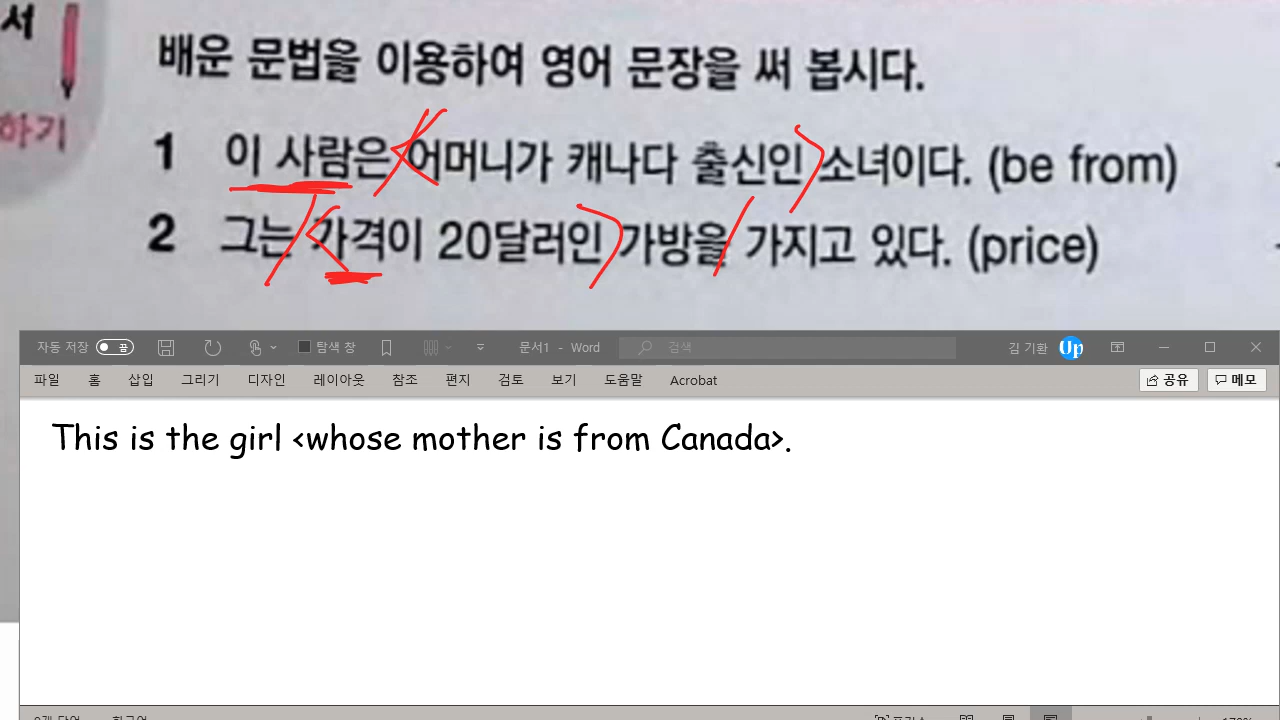 서
하기
배운 문법을 이용하여 영어 문장을 써 봅시다.
1 이 사람은 어머니가 캐나다 출신인 소녀이다. (be from)
2 그는 가격이 20달러인 가방을 가지고 있다. (price)
자동 저장 끔 탐색 창 문서1 - Word 검색 김 기환 Up
파일 홈 삽입 그리기 디자인 레이아웃 참조 편지 검토 보기 도움말 Acrobat 공유 메모
This is the girl <whose mother is from Canada>.